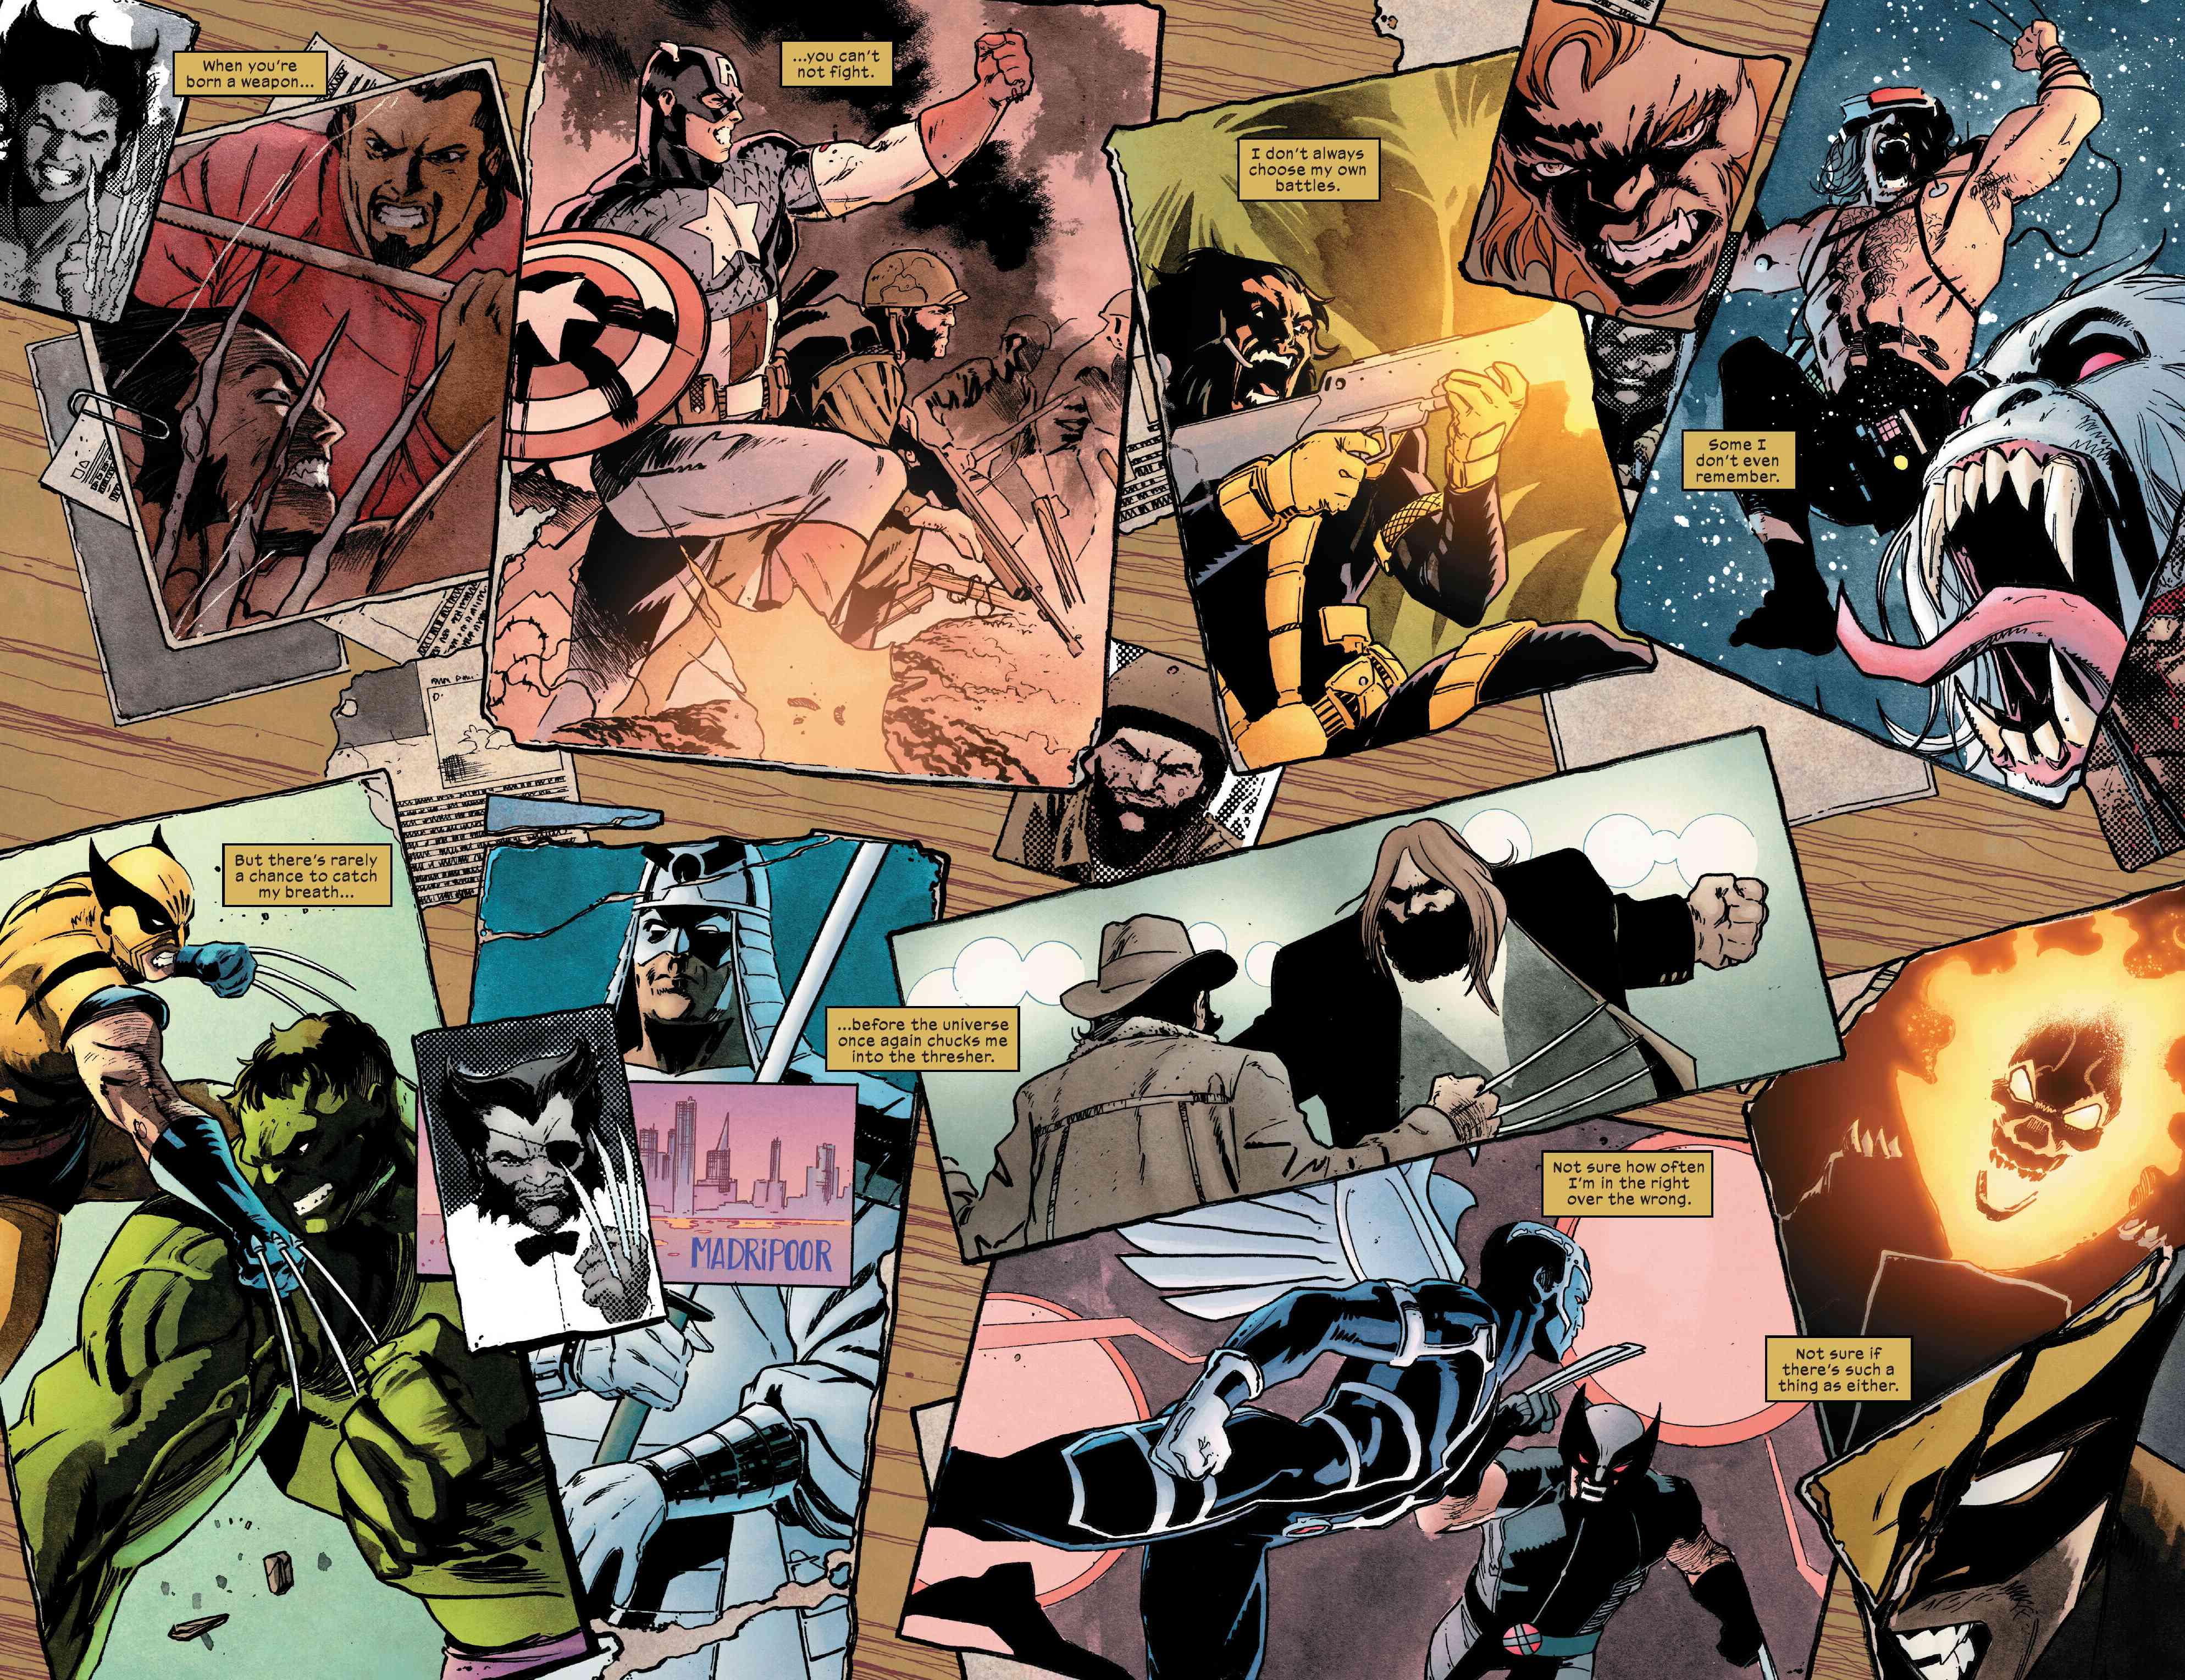 When you're
born a weapon...
...you can't
not fight.
I don't always
choose my own
battles.
Some I
don't even
remember.
But there's rarely
a chance to catch
my breath...
...before the universe
once again chucks me
into the thresher.
MADRiPOOR
Not sure how often
I'm in the right
over the wrong.
Not sure if
there's such a
thing as either.